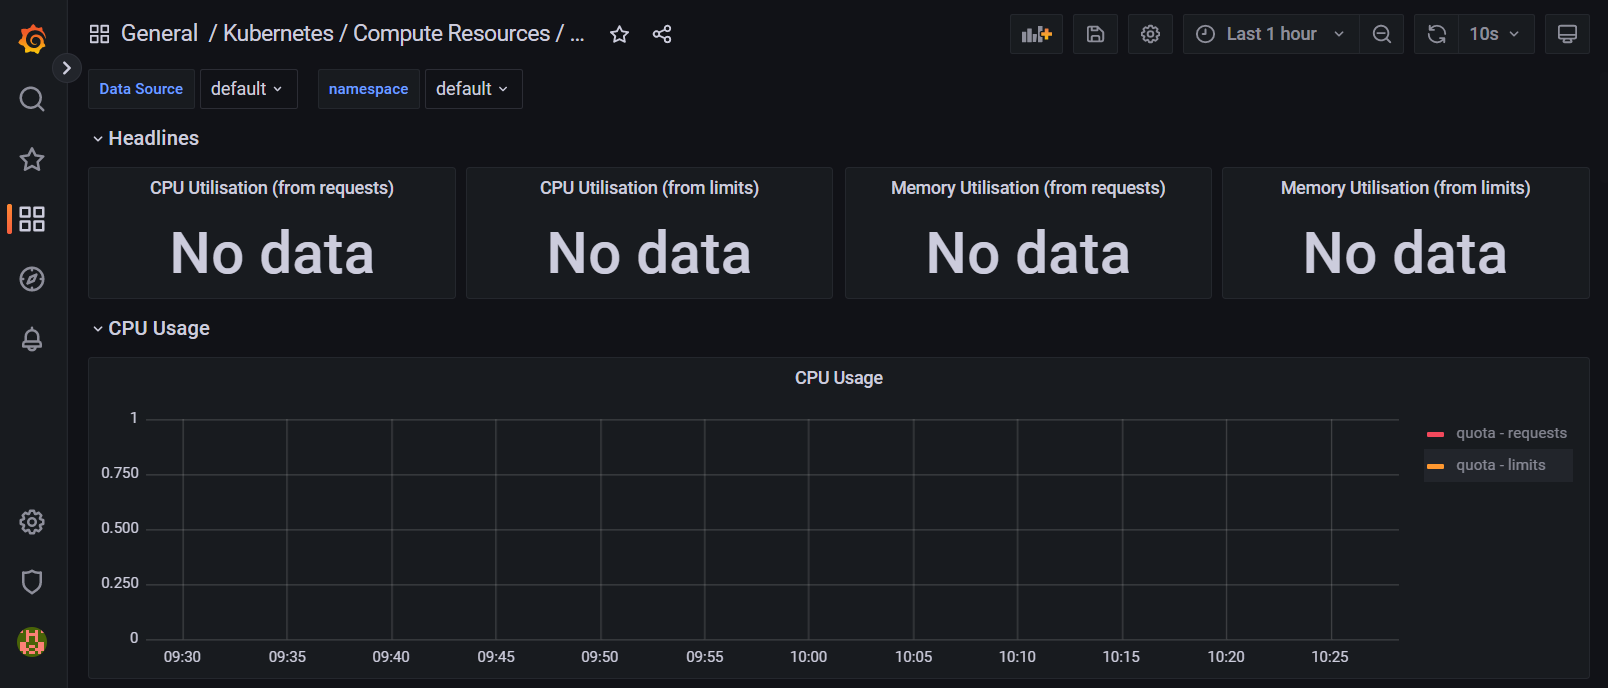 General / Kubernetes / Compute Resources / ...
Last 1 hour
10s
Data Source default namespace default
Headlines
CPU Utilisation (from requests)
No data
CPU Utilisation (from limits)
No data
Memory Utilisation (from requests)
No data
Memory Utilisation (from limits)
No data
CPU Usage
CPU Usage
1
0.750
0.500
0.250
0
09:30 09:35 09:40 09:45 09:50 09:55 10:00 10:05 10:10 10:15 10:20 10:25
quota - requests
quota - limits